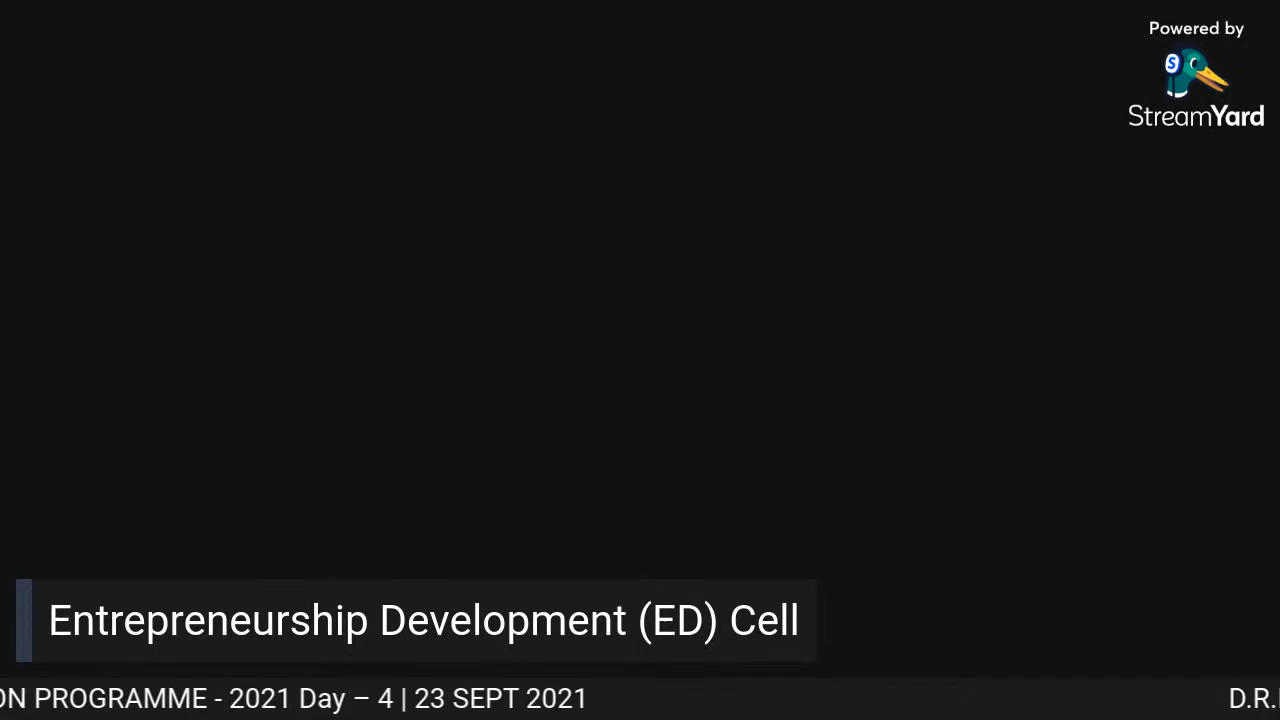 Powered by
S
StreamYard
Entrepreneurship Development (ED) Cell
PROGRAMME - 2021 Day – 4 | 23 SEPT 2021
D.R.